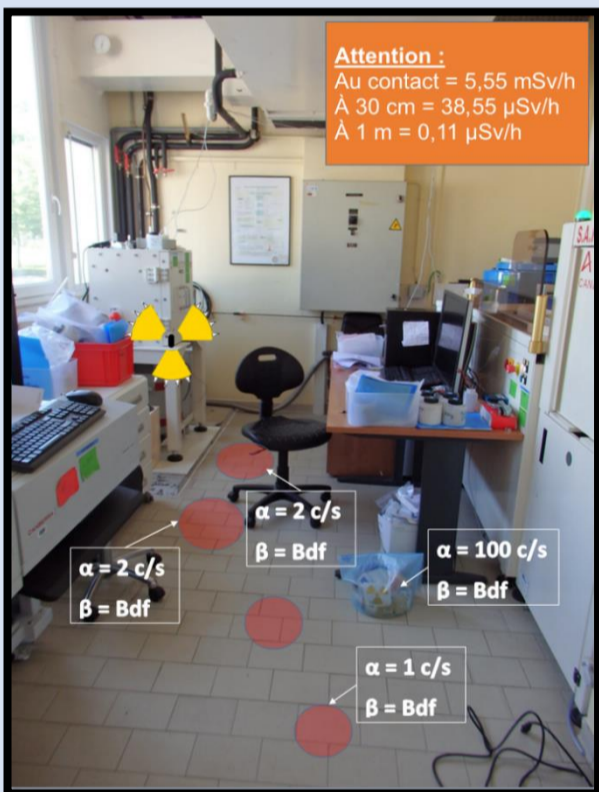 Attention :
Au contact = 5,55 mSv/h
À 30 cm = 38,55 µSv/h
À 1 m = 0,11 µSv/h
α = 2 c/s
β = Bdf
α = 2 c/s
β = Bdf
α = 100 c/s
β = Bdf
α = 1 c/s
β = Bdf